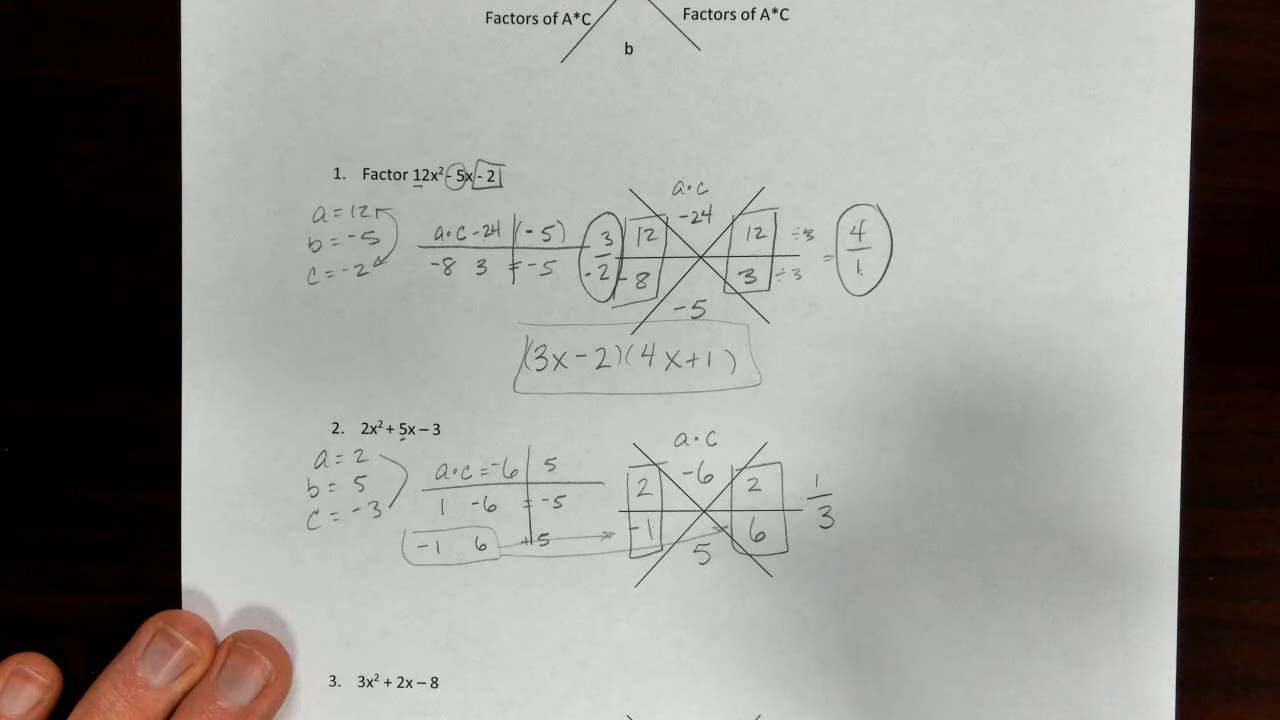 Factors of A*C Factors of A*C
b
1. Factor 12x² - 5x - 2
a = 12
b = -5
c = -2
a·c -24 (-5)
-8 3 = -5
a·c
-24
3/-2
12
-8
12 ÷3
3 ÷3
= 4/1
-5
(3x - 2)(4x + 1)
2. 2x² + 5x – 3
a = 2
b = 5
c = -3
a·c = -6 5
1 -6 = -5
-1 6 +5
a·c
-6
2
-1
2
6
1/3
5
3. 3x² + 2x – 8